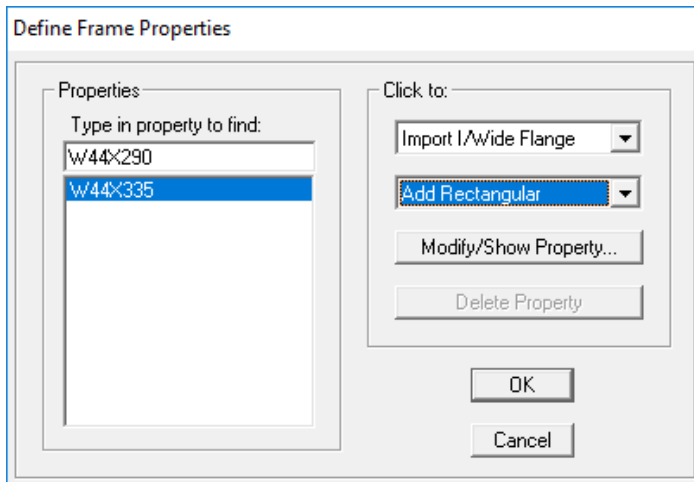 Define Frame Properties
Properties
Type in property to find:
W44X290
W44X335
Click to:
Import I/Wide Flange
Add Rectangular
Modify/Show Property...
Delete Property
OK
Cancel